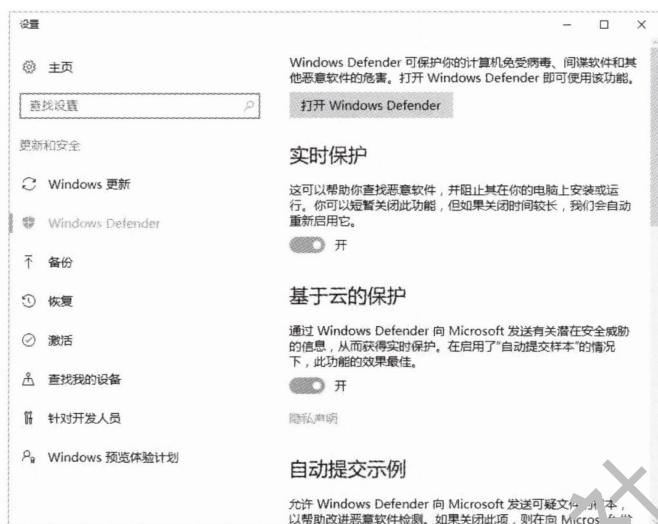 设置
主页
查找设置
更新和安全
Windows 更新
Windows Defender
备份
恢复
激活
查找我的设备
针对开发人员
Windows 预览体验计划
Windows Defender 可保护你的计算机免受病毒、间谍软件和其
他恶意软件的危害。打开 Windows Defender 即可使用该功能。
打开 Windows Defender
实时保护
这可以帮助你查找恶意软件，并阻止其在你的电脑上安装或运
行。你可以短暂关闭此功能，但如果关闭时间较长，我们会自动
重新启用它。
开
基于云的保护
通过 Windows Defender 向 Microsoft 发送有关潜在安全威胁
的信息，从而获得实时保护。在启用了"自动提交样本"的情况
下，此功能的效果最佳。
开
隐私声明
自动提交示例
允许 Windows Defender 向 Microsoft 发送可疑文件 样本，
以帮助改进恶意软件检测。如果关闭此项，则在向